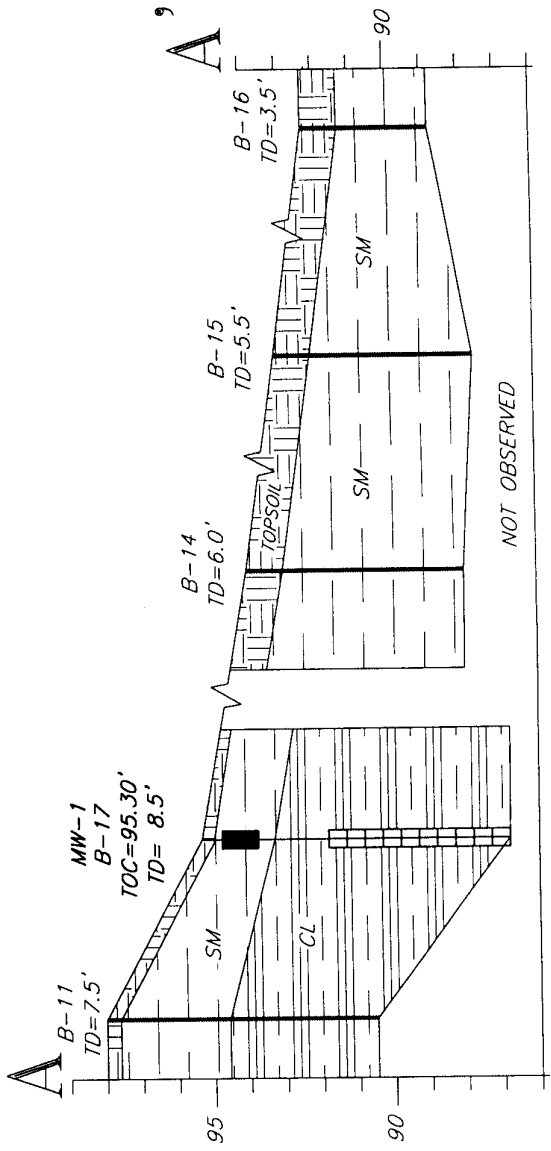 A
A'
B-11
TD=7.5'
MW-1
B-17
TOC=95.30'
TD= 8.5'
B-14
TD=6.0'
B-15
TD=5.5'
B-16
TD=3.5'
95
90
90
SM
CL
TOPSOIL
SM
SM
NOT OBSERVED